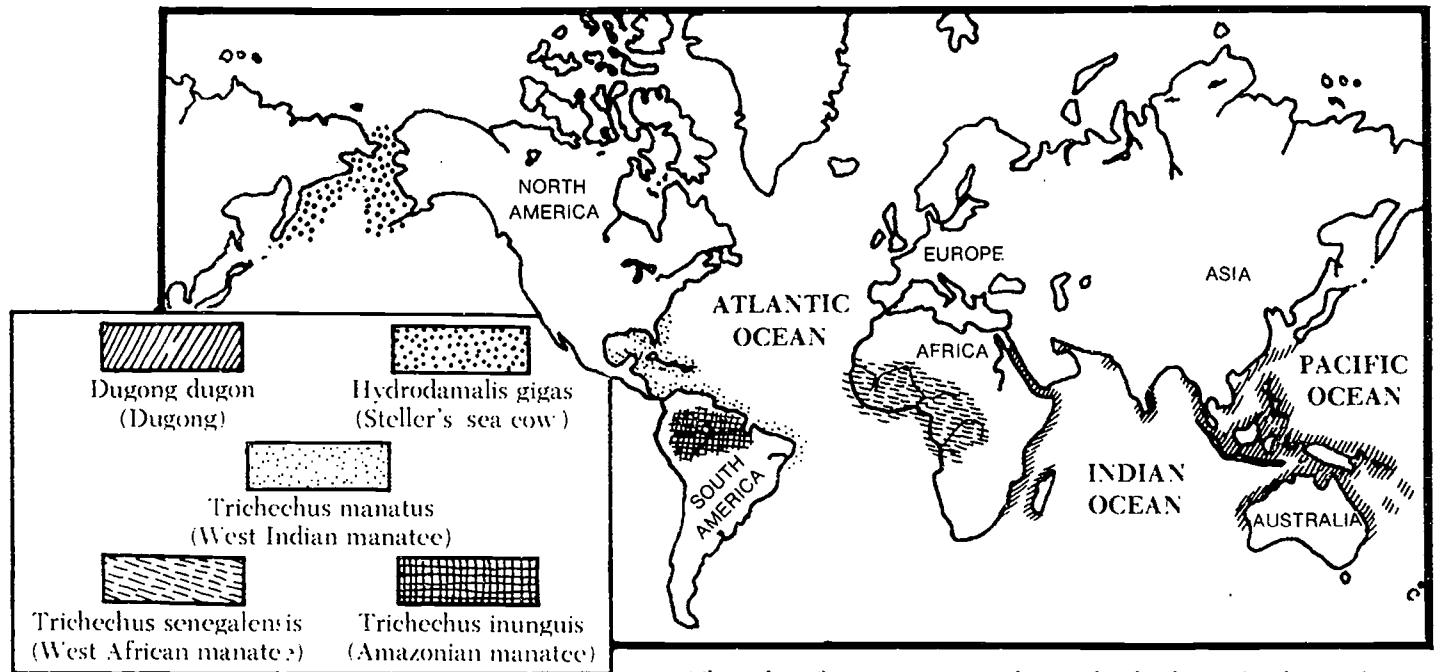 NORTH
AMERICA
EUROPE
ASIA
ATLANTIC
OCEAN
AFRICA
PACIFIC
OCEAN
INDIAN
OCEAN
SOUTH
AMERICA
AUSTRALIA
Dugong dugon
(Dugong)
Hydrodamalis gigas
(Steller's sea cow)
Trichechus manatus
(West Indian manatee)
Trichechus senegalensis
(West African manatee)
Trichechus inunguis
(Amazonian manatee)